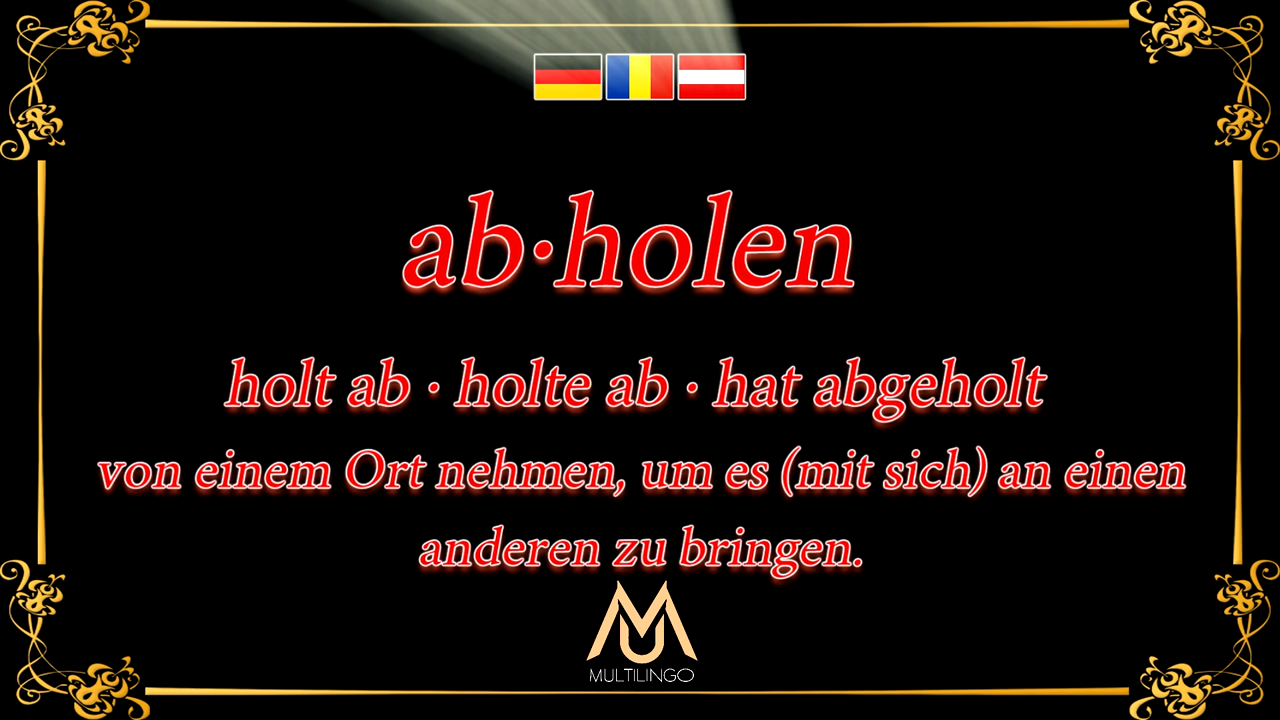 ab·holen
holt ab · holte ab · hat abgeholt
von einem Ort nehmen, um es (mit sich) an einen
anderen zu bringen.
MULTILINGO